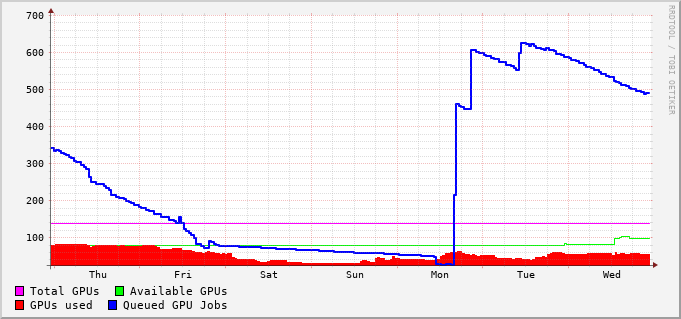 700
600
500
400
300
200
100
Thu Fri Sat Sun Mon Tue Wed
Total GPUs Available GPUs
GPUs used Queued GPU Jobs
RRDTOOL / TOBI OETIKER